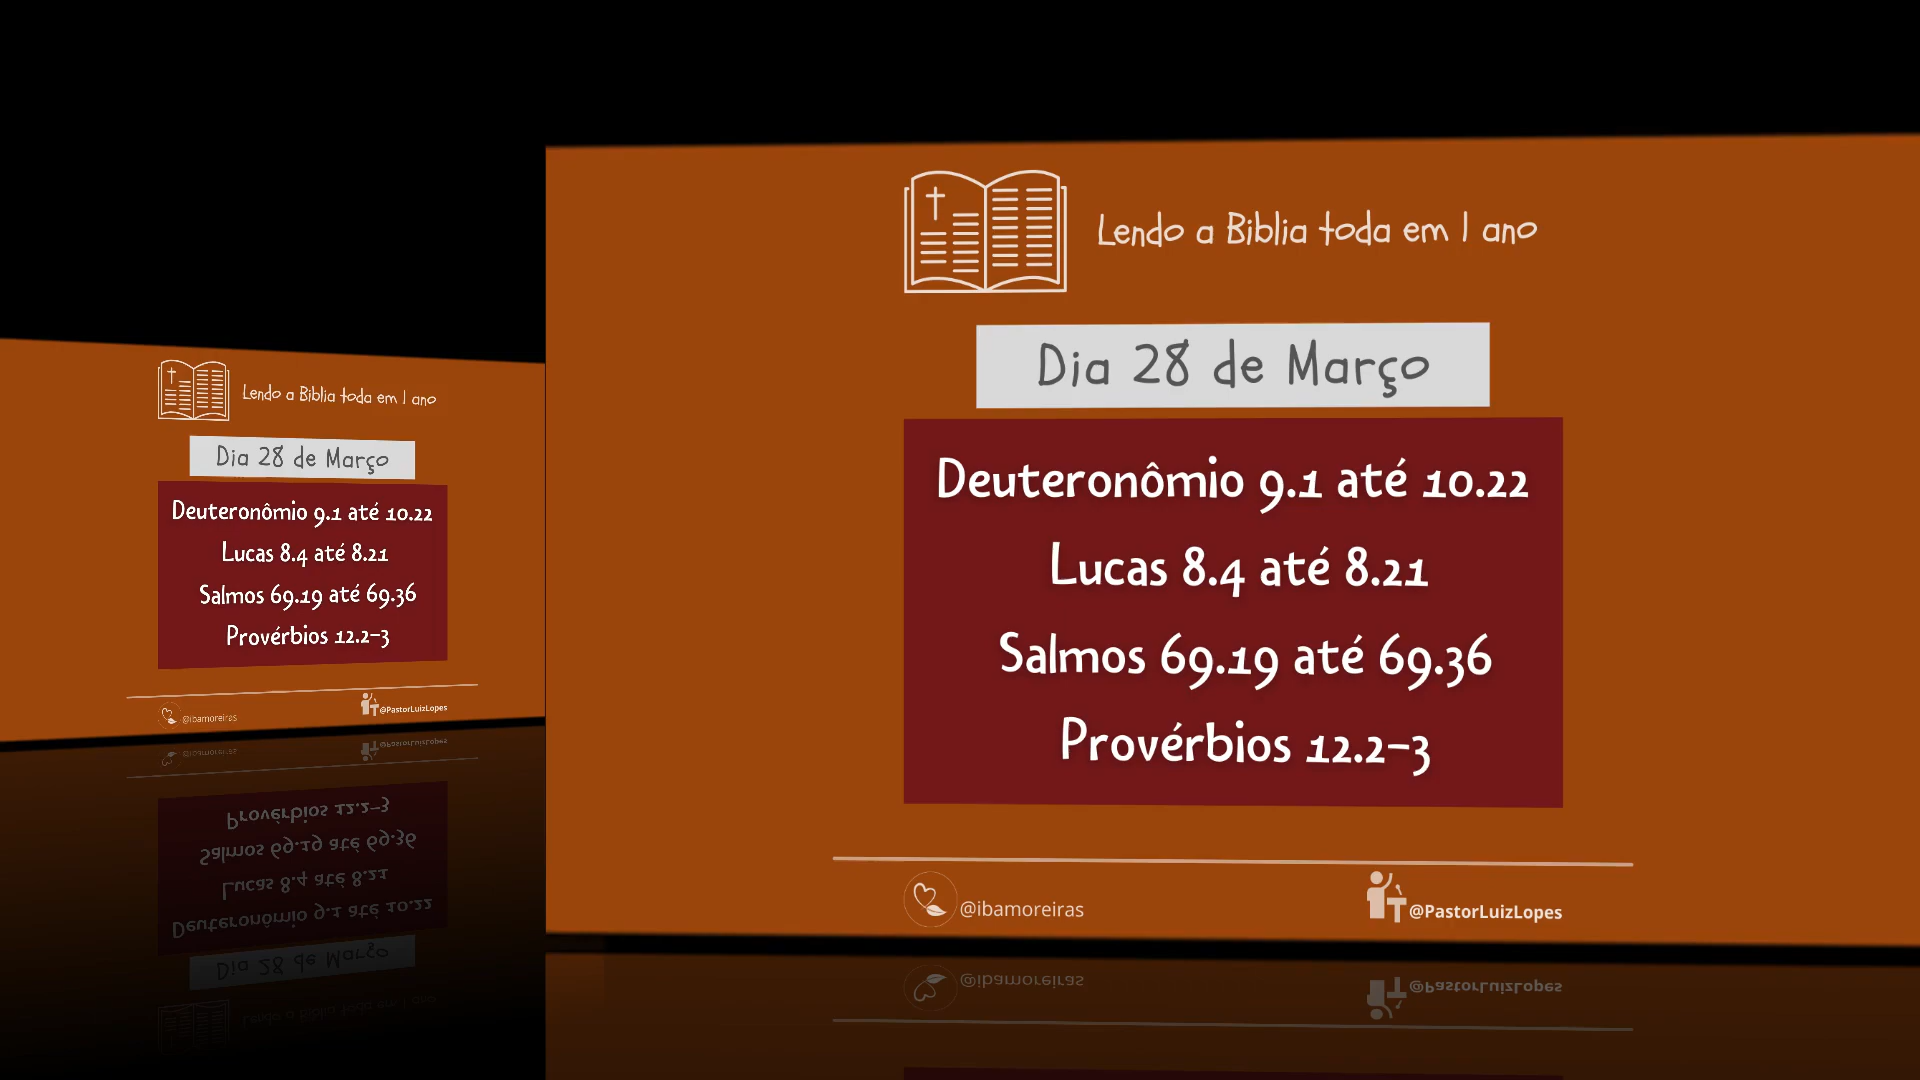 Lendo a Biblia toda em 1 ano
Dia 28 de Março
Deuteronômio 9.1 até 10.22
Lucas 8.4 até 8.21
Salmos 69.19 até 69.36
Provérbios 12.2-3
@ibamoreiras
@PastorLuizLopes
Lendo a Biblia toda em 1 ano
Dia 28 de Março
Deuteronômio 9.1 até 10.22
Lucas 8.4 até 8.21
Salmos 69.19 até 69.36
Provérbios 12.2-3
@ibamoreiras
@PastorLuizLopes